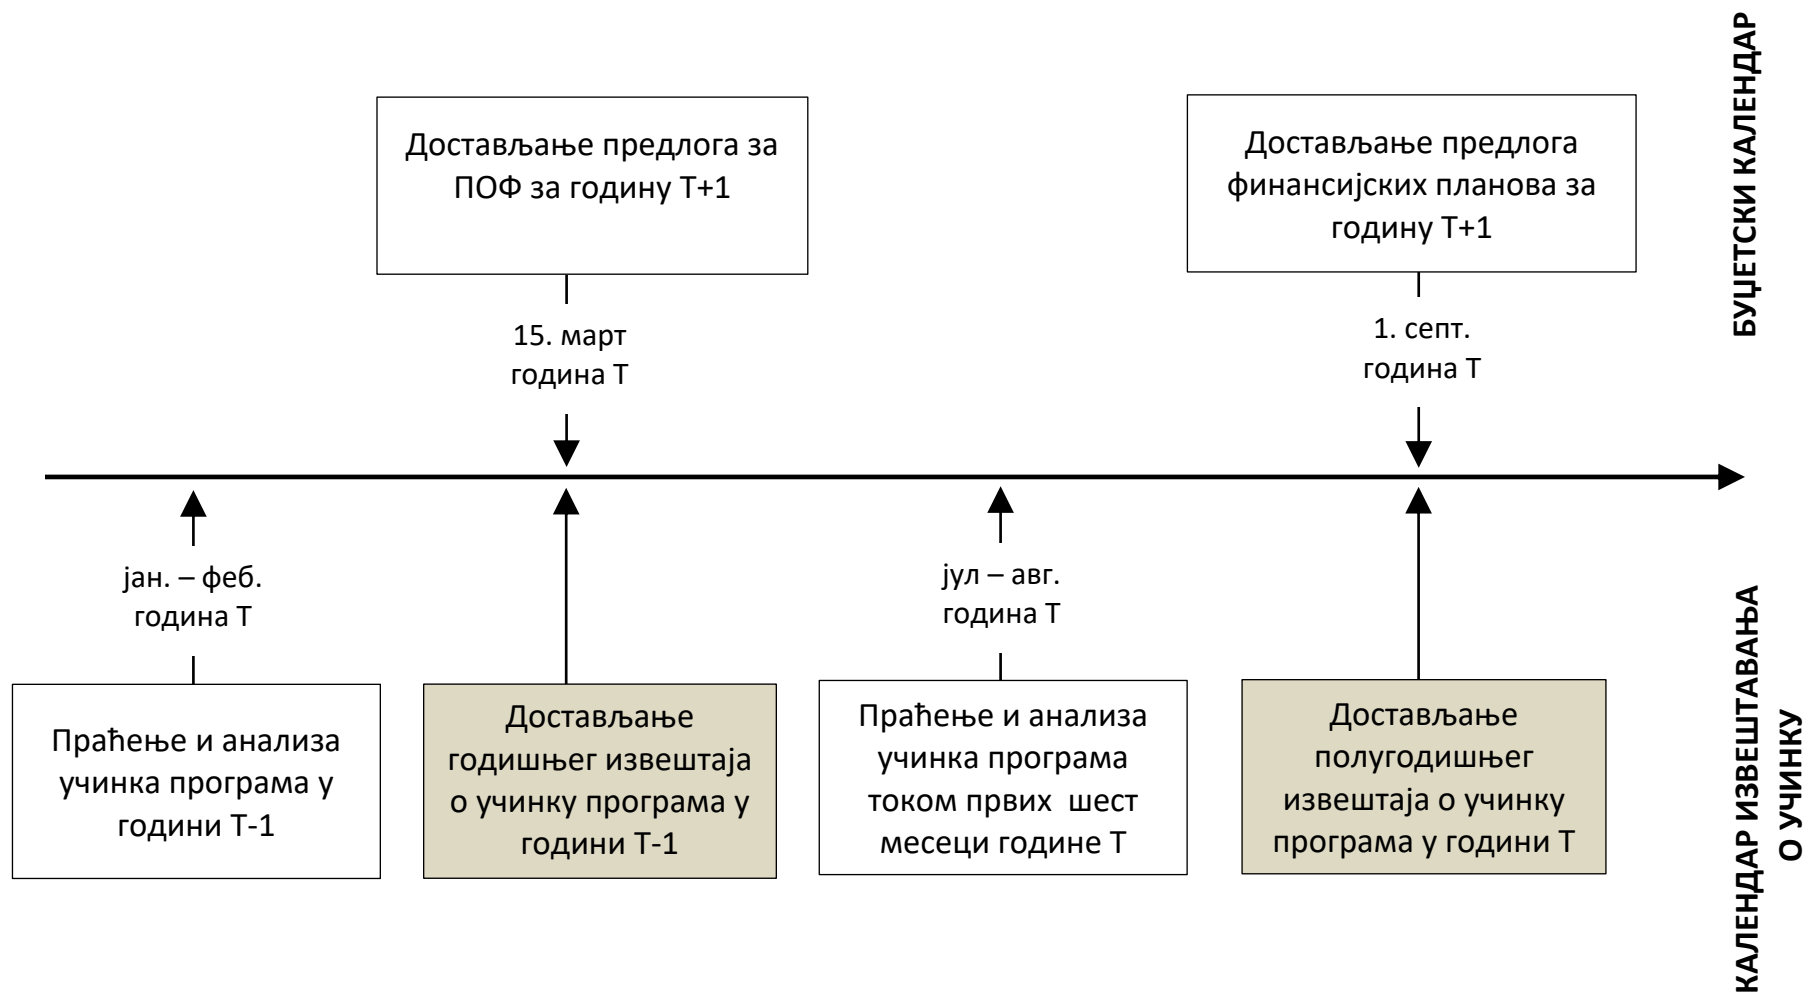 Достављање предлога за
ПОФ за годину Т+1
Достављање предлога
финансијских планова за
годину Т+1
БУЏЕТСКИ КАЛЕНДАР
15. март
година Т
1. септ.
година Т
јан. – феб.
година Т
јул – авг.
година Т
Праћење и анализа
учинка програма у
години Т-1
Достављање
годишњег извештаја
о учинку програма у
години Т-1
Праћење и анализа
учинка програма
током првих шест
месеци године Т
Достављање
полугодишњег
извештаја о учинку
програма у години Т
КАЛЕНДАР ИЗВЕШТАВАЊА
О УЧИНКУ